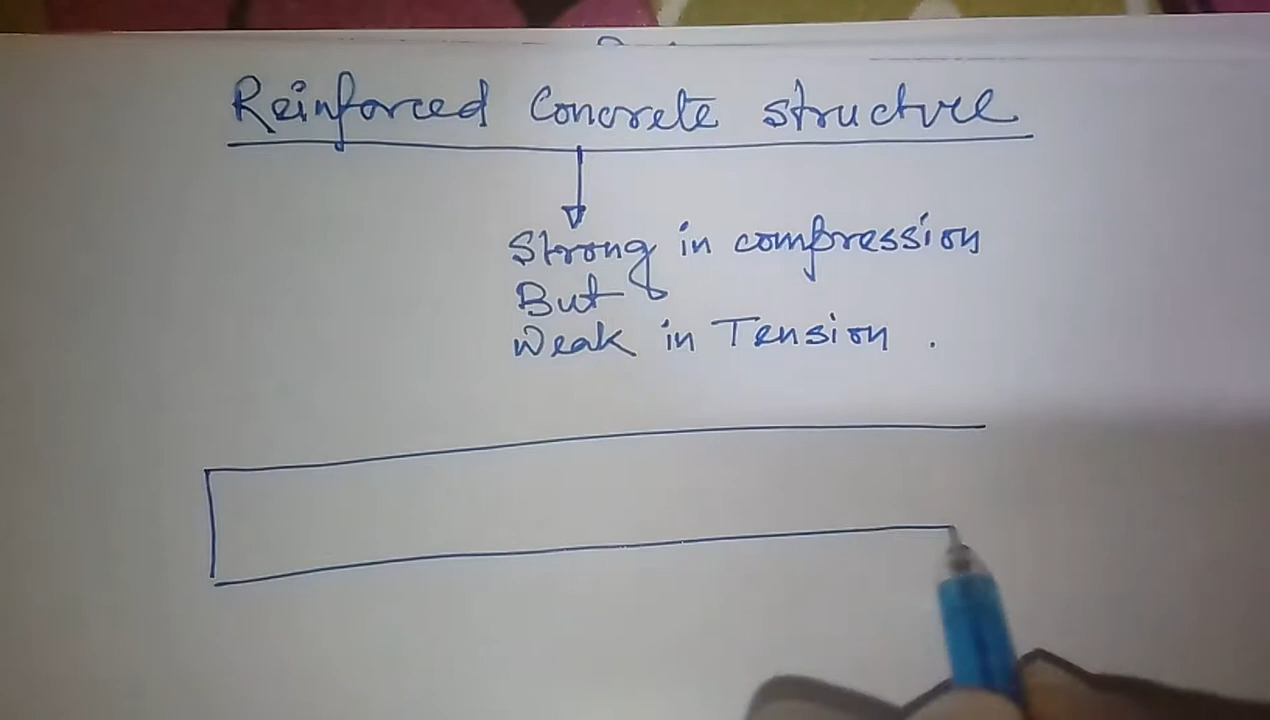 Reinforced Concrete structure
Strong in compression
But
Weak in Tension .